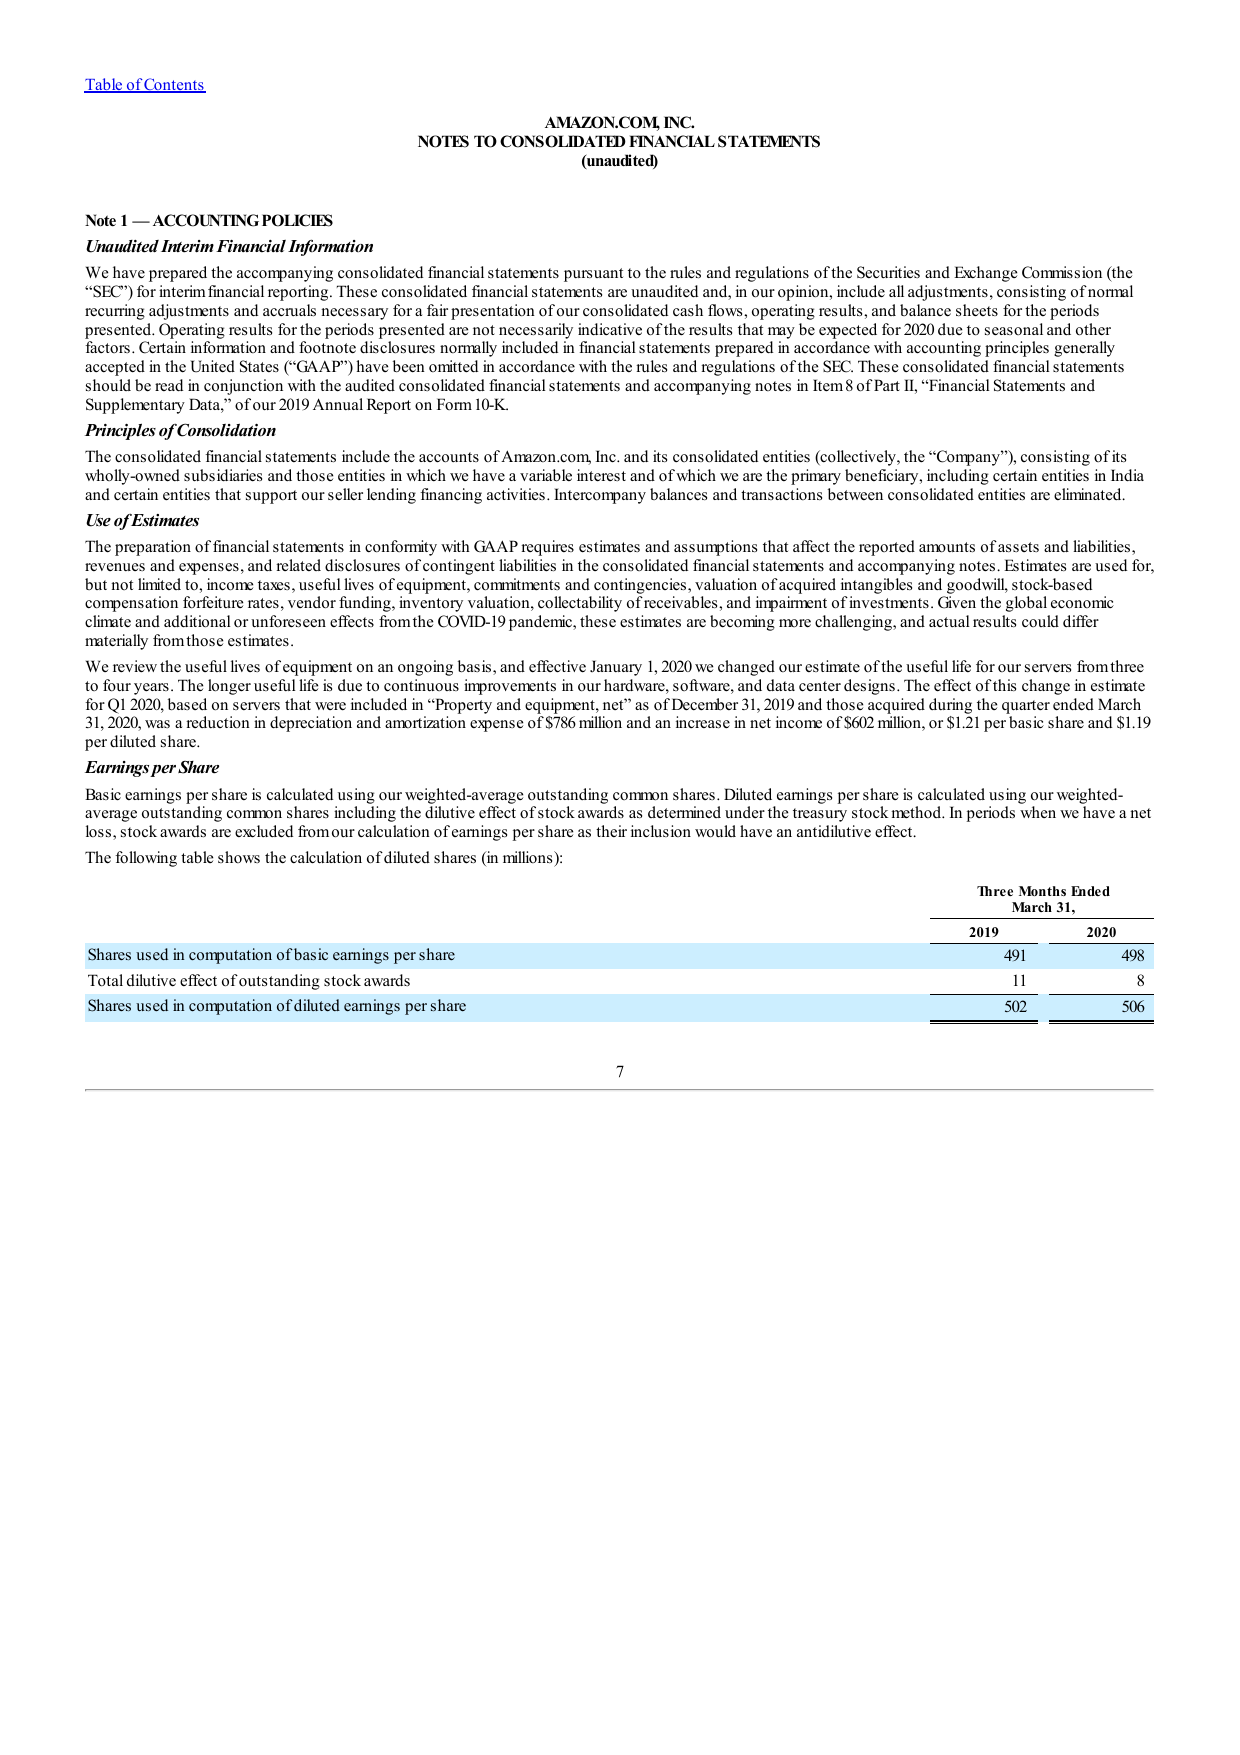 Table of Contents
AMAZON.COM, INC.
NOTES TO CONSOLIDATED FINANCIAL STATEMENTS
(unaudited)
Note 1 — ACCOUNTING POLICIES
Unaudited Interim Financial Information
We have prepared the accompanying consolidated financial statements pursuant to the rules and regulations of the Securities and Exchange Commission (the
“SEC”) for interim financial reporting. These consolidated financial statements are unaudited and, in our opinion, include all adjustments, consisting of normal
recurring adjustments and accruals necessary for a fair presentation of our consolidated cash flows, operating results, and balance sheets for the periods
presented. Operating results for the periods presented are not necessarily indicative of the results that may be expected for 2020 due to seasonal and other
factors. Certain information and footnote disclosures normally included in financial statements prepared in accordance with accounting principles generally
accepted in the United States (“GAAP”) have been omitted in accordance with the rules and regulations of the SEC. These consolidated financial statements
should be read in conjunction with the audited consolidated financial statements and accompanying notes in Item 8 of Part II, “Financial Statements and
Supplementary Data,” of our 2019 Annual Report on Form 10-K.
Principles of Consolidation
The consolidated financial statements include the accounts of Amazon.com, Inc. and its consolidated entities (collectively, the “Company”), consisting of its
wholly-owned subsidiaries and those entities in which we have a variable interest and of which we are the primary beneficiary, including certain entities in India
and certain entities that support our seller lending financing activities. Intercompany balances and transactions between consolidated entities are eliminated.
Use of Estimates
The preparation of financial statements in conformity with GAAP requires estimates and assumptions that affect the reported amounts of assets and liabilities,
revenues and expenses, and related disclosures of contingent liabilities in the consolidated financial statements and accompanying notes. Estimates are used for,
but not limited to, income taxes, useful lives of equipment, commitments and contingencies, valuation of acquired intangibles and goodwill, stock-based
compensation forfeiture rates, vendor funding, inventory valuation, collectability of receivables, and impairment of investments. Given the global economic
climate and additional or unforeseen effects from the COVID-19 pandemic, these estimates are becoming more challenging, and actual results could differ
materially from those estimates.
We review the useful lives of equipment on an ongoing basis, and effective January 1, 2020 we changed our estimate of the useful life for our servers from three
to four years. The longer useful life is due to continuous improvements in our hardware, software, and data center designs. The effect of this change in estimate
for Q1 2020, based on servers that were included in “Property and equipment, net” as of December 31, 2019 and those acquired during the quarter ended March
31, 2020, was a reduction in depreciation and amortization expense of $786 million and an increase in net income of $602 million, or $1.21 per basic share and $1.19
per diluted share.
Earnings per Share
Basic earnings per share is calculated using our weighted-average outstanding common shares. Diluted earnings per share is calculated using our weighted-
average outstanding common shares including the dilutive effect of stock awards as determined under the treasury stock method. In periods when we have a net
loss, stock awards are excluded from our calculation of earnings per share as their inclusion would have an antidilutive effect.
The following table shows the calculation of diluted shares (in millions):
Three Months Ended
March 31,
2019 2020
Shares used in computation of basic earnings per share 491 498
Total dilutive effect of outstanding stock awards 11 8
Shares used in computation of diluted earnings per share 502 506
7